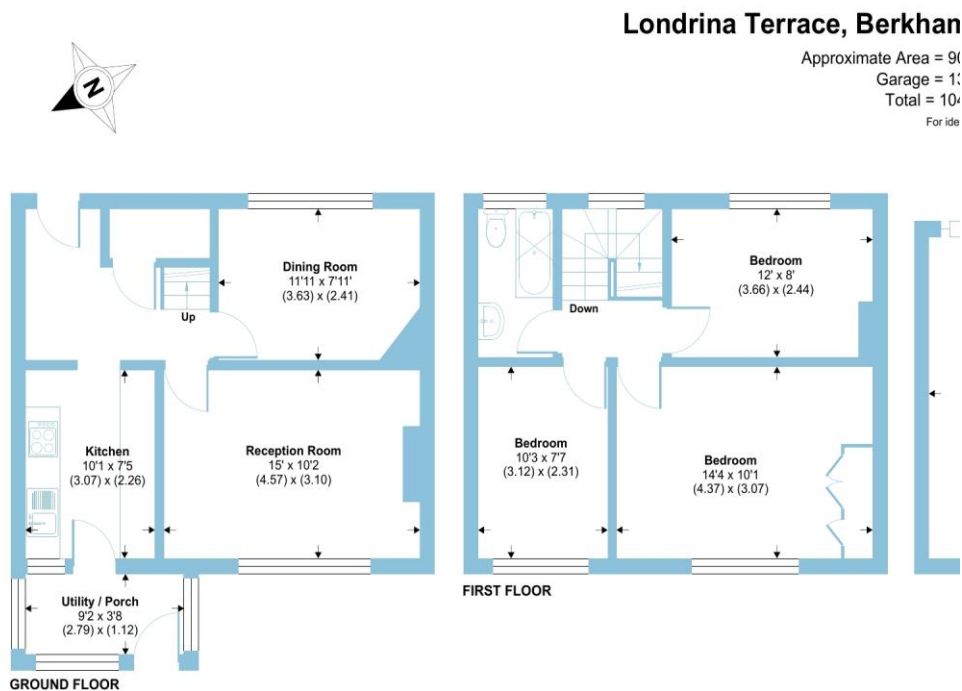 Londrina Terrace, Berkham
Approximate Area = 90
Garage = 13
Total = 104
For ide
N
Dining Room
11'11 x 7'11'
(3.63) x (2.41)
Up
Kitchen
10'1 x 7'5
(3.07) x (2.26)
Reception Room
15' x 10'2
(4.57) x (3.10)
Utility / Porch
9'2 x 3'8
(2.79) x (1.12)
GROUND FLOOR
Bedroom
12' x 8'
(3.66) x (2.44)
Down
Bedroom
10'3 x 7'7
(3.12) x (2.31)
Bedroom
14'4 x 10'1
(4.37) x (3.07)
FIRST FLOOR